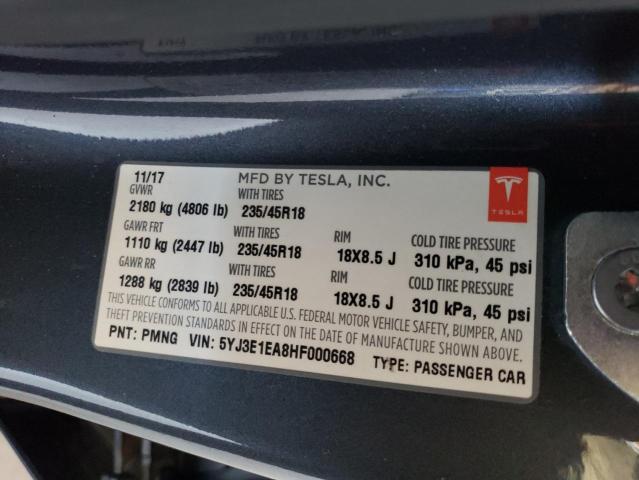 11/17 MFD BY TESLA, INC.
GVWR WITH TIRES
2180 kg (4806 lb) 235/45R18
GAWR FRT WITH TIRES RIM COLD TIRE PRESSURE
1110 kg (2447 lb) 235/45R18 18X8.5 J 310 kPa, 45 psi
GAWR RR WITH TIRES RIM COLD TIRE PRESSURE
1288 kg (2839 lb) 235/45R18 18X8.5 J 310 kPa, 45 psi
THIS VEHICLE CONFORMS TO ALL APPLICABLE U.S. FEDERAL MOTOR VEHICLE SAFETY, BUMPER, AND
THEFT PREVENTION STANDARDS IN EFFECT ON THE DATE OF MANUFACTURE SHOWN ABOVE.
PNT: PMNG VIN: 5YJ3E1EA8HF000668 TYPE: PASSENGER CAR
TESLA